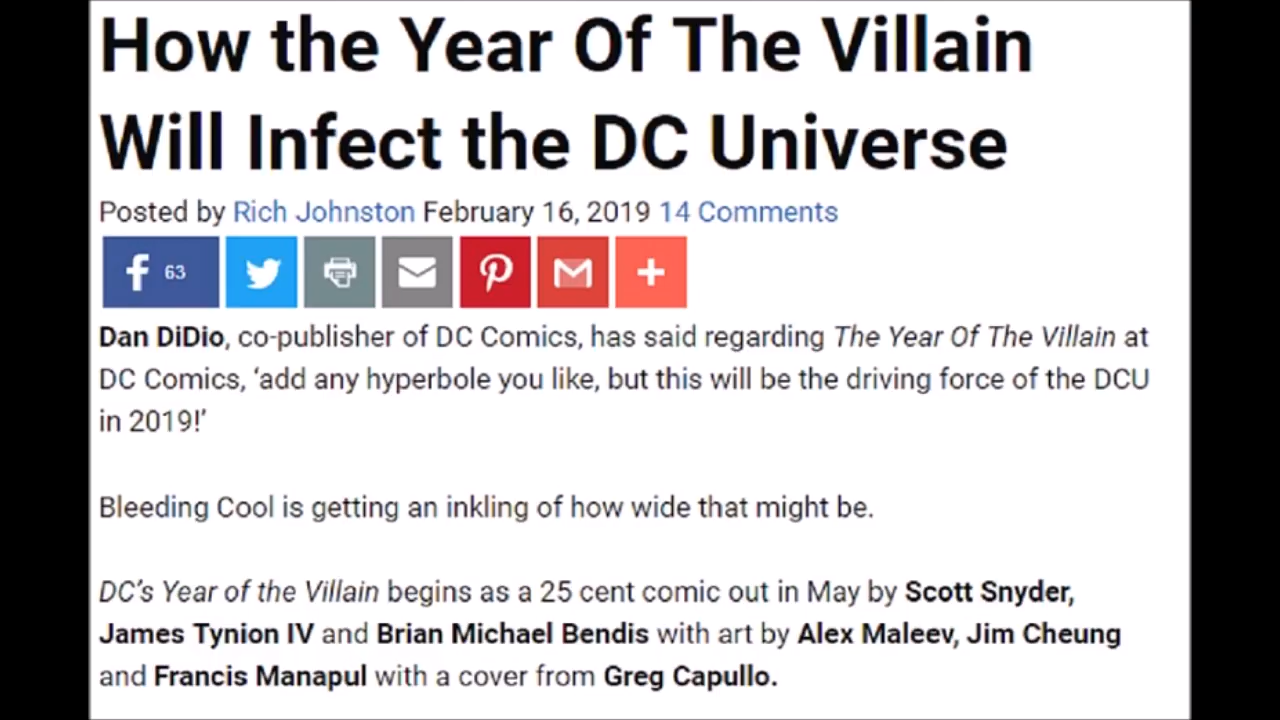 How the Year Of The Villain
Will Infect the DC Universe
Posted by Rich Johnston February 16, 2019 14 Comments
63
Dan DiDio, co-publisher of DC Comics, has said regarding The Year Of The Villain at
DC Comics, ‘add any hyperbole you like, but this will be the driving force of the DCU
in 2019!’
Bleeding Cool is getting an inkling of how wide that might be.
DC’s Year of the Villain begins as a 25 cent comic out in May by Scott Snyder,
James Tynion IV and Brian Michael Bendis with art by Alex Maleev, Jim Cheung
and Francis Manapul with a cover from Greg Capullo.